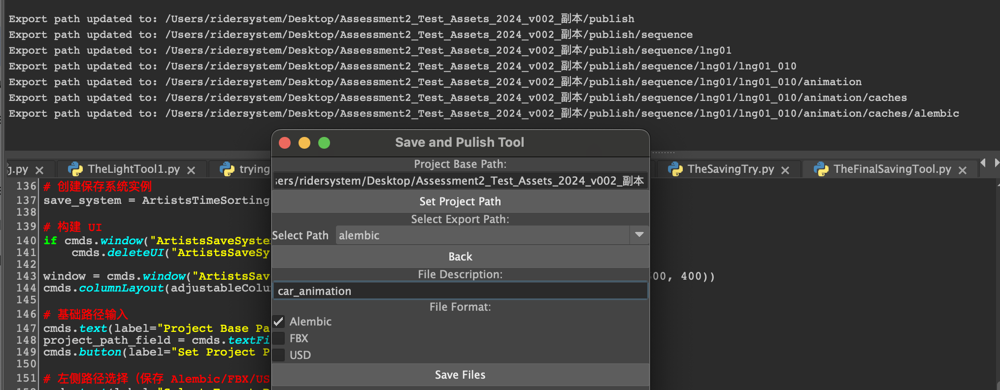 Export path updated to: /Users/ridersystem/Desktop/Assessment2_Test_Assets_2024_v002_副本/publish
Export path updated to: /Users/ridersystem/Desktop/Assessment2_Test_Assets_2024_v002_副本/publish/sequence
Export path updated to: /Users/ridersystem/Desktop/Assessment2_Test_Assets_2024_v002_副本/publish/sequence/lng01
Export path updated to: /Users/ridersystem/Desktop/Assessment2_Test_Assets_2024_v002_副本/publish/sequence/lng01/lng01_010
Export path updated to: /Users/ridersystem/Desktop/Assessment2_Test_Assets_2024_v002_副本/publish/sequence/lng01/lng01_010/animation
Export path updated to: /Users/ridersystem/Desktop/Assessment2_Test_Assets_2024_v002_副本/publish/sequence/lng01/lng01_010/animation/caches
Export path updated to: /Users/ridersystem/Desktop/Assessment2_Test_Assets_2024_v002_副本/publish/sequence/lng01/lng01_010/animation/caches/alembic
g.py TheLightTool1.py trying TheSavingTry.py TheFinalSavingTool.py
136 # 创建保存系统实例
137 save_system = ArtistsTimeSorting
138
139 # 构建 UI
140 if cmds.window("ArtistsSaveSyste
141 cmds.deleteUI("ArtistsSaveSy
142
143 window = cmds.window("ArtistsSav 00, 400))
144 cmds.columnLayout(adjustableColu
145
146 # 基础路径输入
147 cmds.text(label="Project Base Pa
148 project_path_field = cmds.textFi
149 cmds.button(label="Set Project P
150
151 # 左侧路径选择（保存 Alembic/FBX/US
Save and Pulish Tool
Project Base Path:
sers/ridersystem/Desktop/Assessment2_Test_Assets_2024_v002_副本
Set Project Path
Select Export Path:
Select Path alembic
Back
File Description:
car_animation
File Format:
Alembic
FBX
USD
Save Files